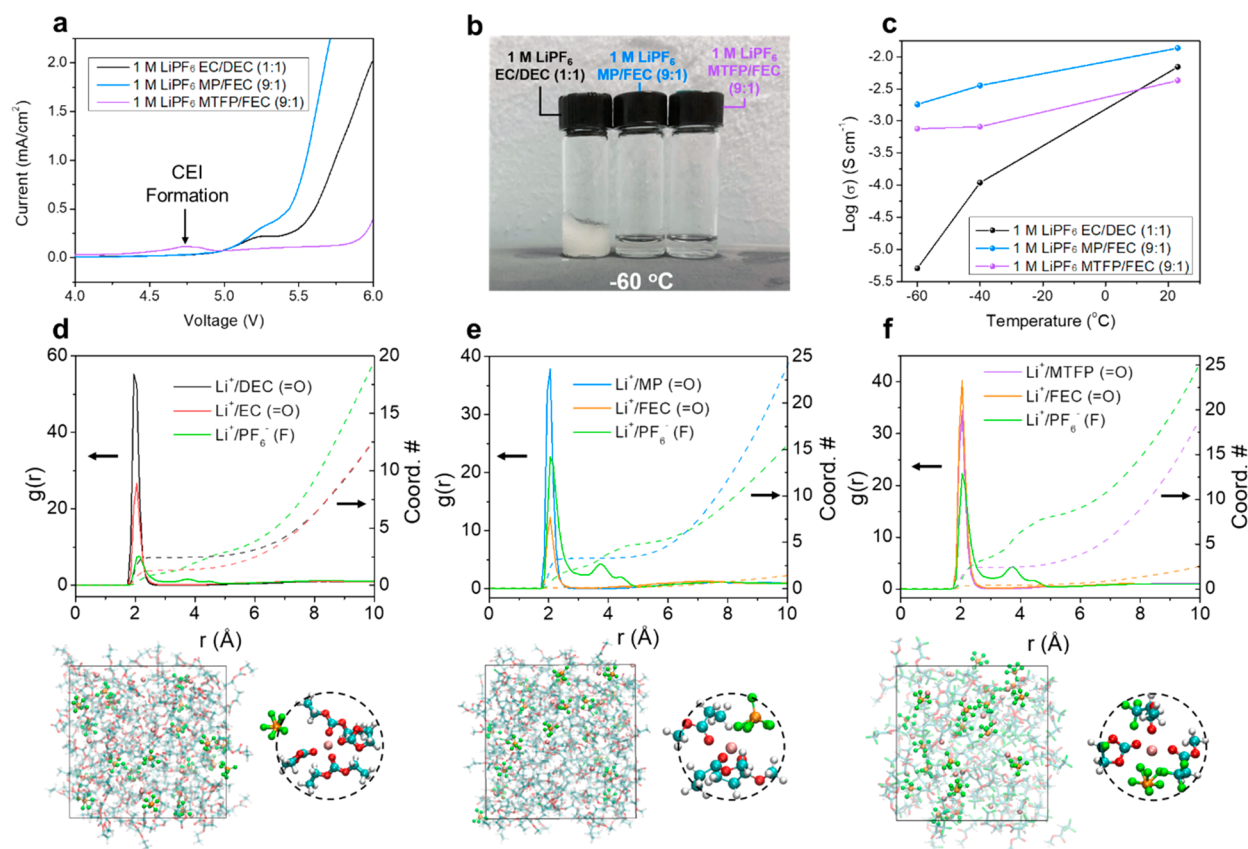 a
Current (mA/cm²)
2.0
1.5
1.0
0.5
0.0
1 M LiPF₆ EC/DEC (1:1)
1 M LiPF₆ MP/FEC (9:1)
1 M LiPF₆ MTFP/FEC (9:1)
CEI
Formation
4.0 4.5 5.0 5.5 6.0
Voltage (V)
b
1 M LiPF₆
EC/DEC (1:1)
1 M LiPF₆
MP/FEC (9:1)
1 M LiPF₆
MTFP/FEC
(9:1)
-60 °C
c
Log (σ) (S cm⁻¹)
-2.0
-2.5
-3.0
-3.5
-4.0
-4.5
-5.0
-5.5
1 M LiPF₆ EC/DEC (1:1)
1 M LiPF₆ MP/FEC (9:1)
1 M LiPF₆ MTFP/FEC (9:1)
-60 -40 -20 0 20
Temperature (°C)
d
g(r)
60
50
40
30
20
10
0
Li⁺/DEC (=O)
Li⁺/EC (=O)
Li⁺/PF₆⁻ (F)
20
15
10
5
0
Coord. #
0 2 4 6 8 10
r (Å)
e
g(r)
40
30
20
10
0
Li⁺/MP (=O)
Li⁺/FEC (=O)
Li⁺/PF₆⁻ (F)
25
20
15
10
5
0
Coord. #
0 2 4 6 8 10
r (Å)
f
g(r)
40
30
20
10
0
Li⁺/MTFP (=O)
Li⁺/FEC (=O)
Li⁺/PF₆⁻ (F)
25
20
15
10
5
0
Coord. #
0 2 4 6 8 10
r (Å)